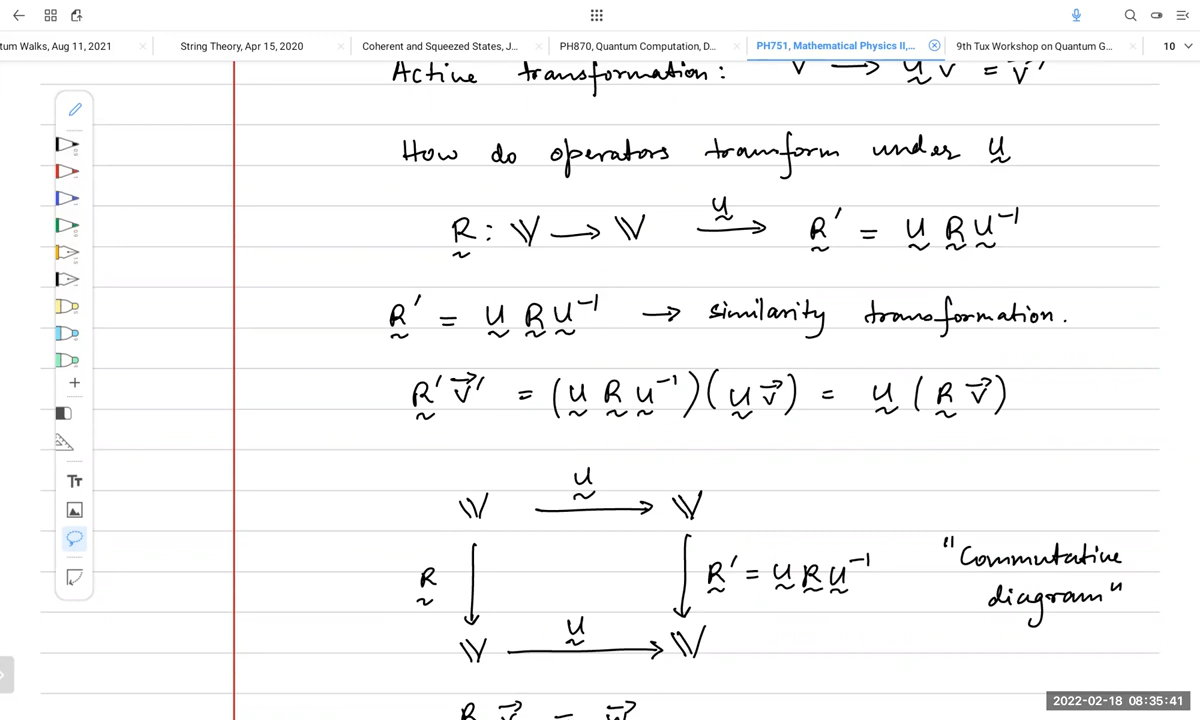 tum Walks, Aug 11, 2021 × String Theory, Apr 15, 2020 × Coherent and Squeezed States, J... × PH870, Quantum Computation, D... × PH751, Mathematical Physics II,... 9th Tux Workshop on Quantum G... × 10
Active transformation: V → U V = V⃗'
How do operators transform under U
R : 𝕍 → 𝕍 U → R' = U R U⁻¹
R' = U R U⁻¹ → similarity transformation.
R' V⃗' = (U R U⁻¹)(U V⃗) = U (R V⃗)
U
𝕍 → 𝕍
R ↓ ↓ R' = U R U⁻¹ "Commutative
diagram"
U
𝕍 → 𝕍
R V⃗ = W⃗
Tт
2022-02-18 08:35:41